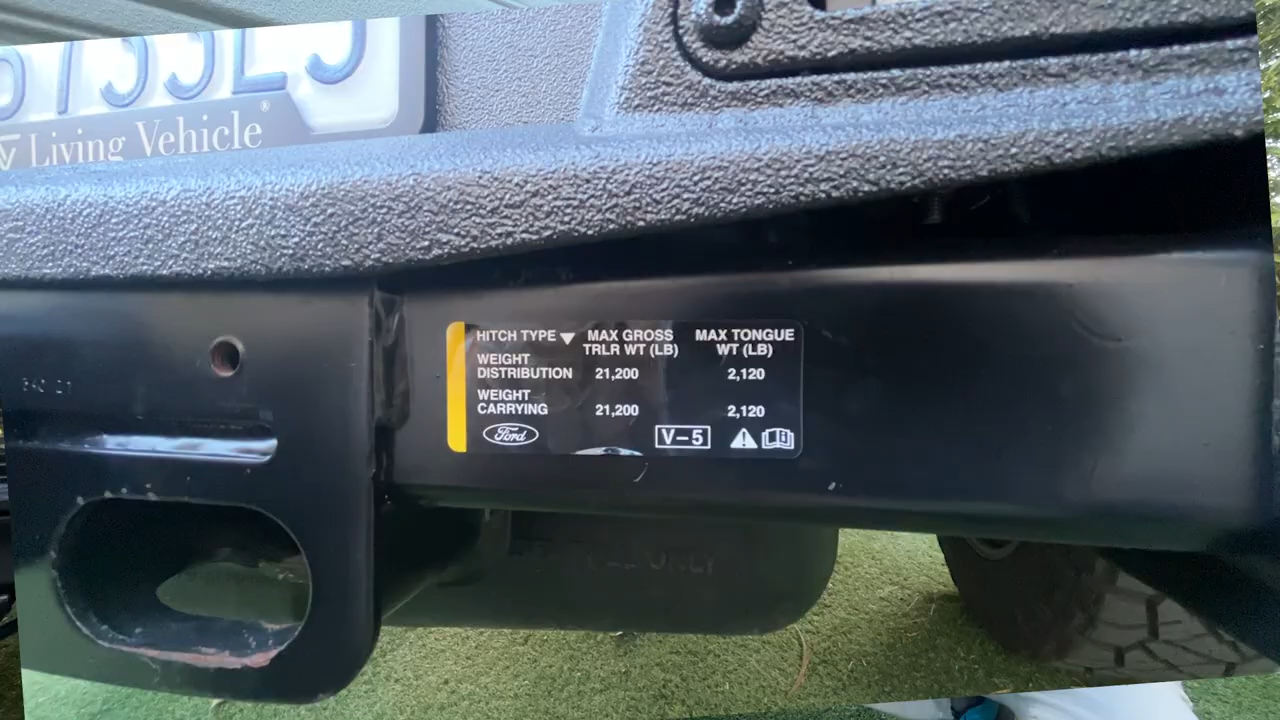 Living Vehicle®
HITCH TYPE ▼ MAX GROSS TRLR WT (LB) MAX TONGUE WT (LB)
WEIGHT DISTRIBUTION 21,200 2,120
WEIGHT CARRYING 21,200 2,120
Ford V-5